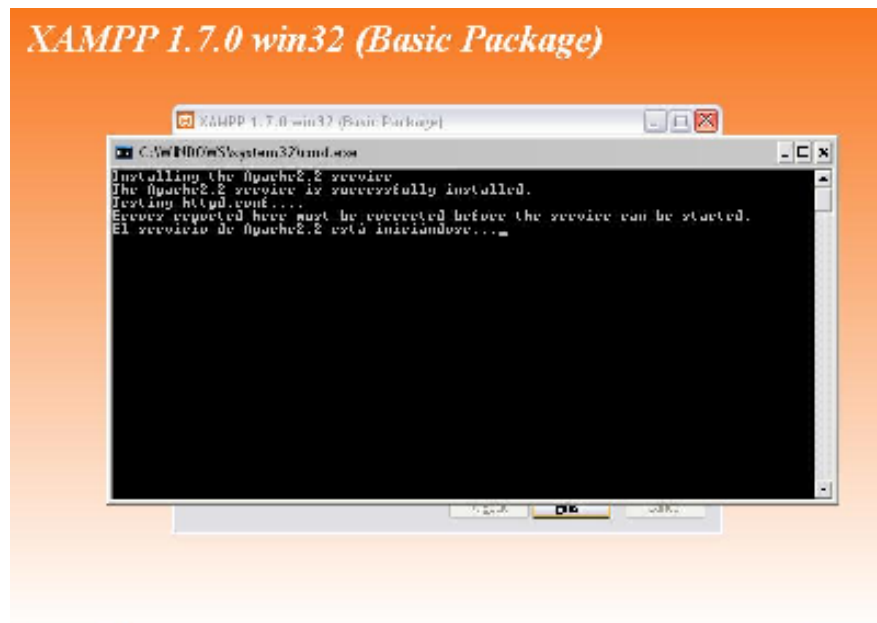 XAMPP 1.7.0 win32 (Basic Package)
XAMPP 1.7.0 win32 (Basic Package)
C:\WINDOWS\system32\cmd.exe
Installing the Apache2.2 service
The Apache2.2 service is successfully installed.
Testing httpd.conf....
Errors reported here must be corrected before the service can be started.
El servicio de Apache2.2 está iniciándose..._